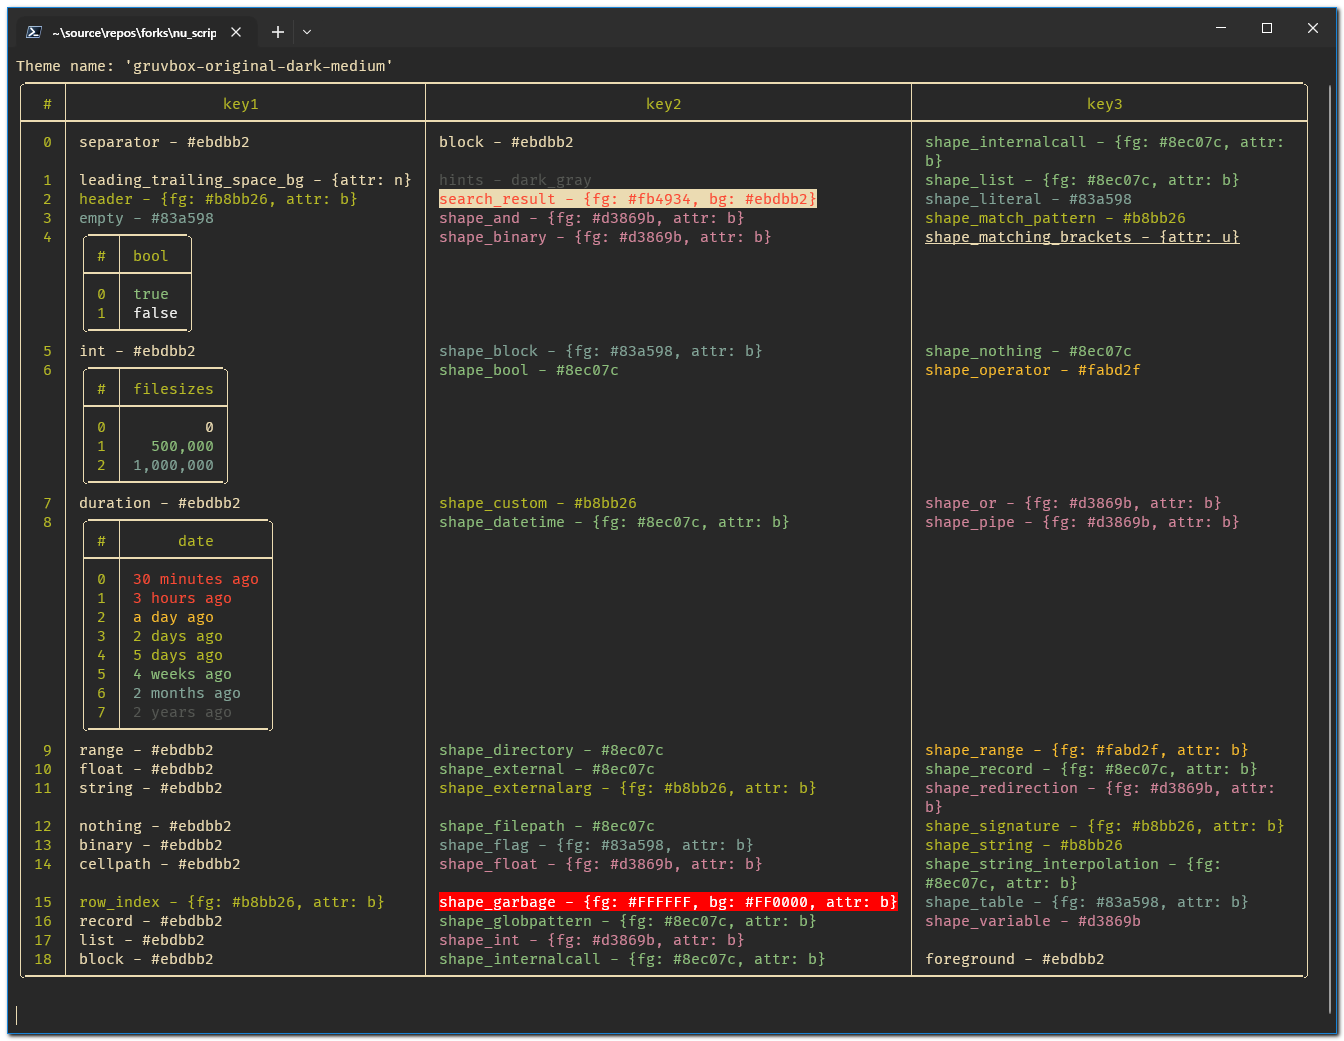 ~\source\repos\forks\nu_scrip
Theme name: 'gruvbox-original-dark-medium'
# key1 key2 key3
0 separator - #ebdbb2 block - #ebdbb2 shape_internalcall - {fg: #8ec07c, attr:
b}
1 leading_trailing_space_bg - {attr: n} hints - dark_gray shape_list - {fg: #8ec07c, attr: b}
2 header - {fg: #b8bb26, attr: b} search_result - {fg: #fb4934, bg: #ebdbb2} shape_literal - #83a598
3 empty - #83a598 shape_and - {fg: #d3869b, attr: b} shape_match_pattern - #b8bb26
4 shape_binary - {fg: #d3869b, attr: b} shape_matching_brackets - {attr: u}
# bool
0 true
1 false
5 int - #ebdbb2 shape_block - {fg: #83a598, attr: b} shape_nothing - #8ec07c
6 shape_bool - #8ec07c shape_operator - #fabd2f
# filesizes
0 0
1 500,000
2 1,000,000
7 duration - #ebdbb2 shape_custom - #b8bb26 shape_or - {fg: #d3869b, attr: b}
8 shape_datetime - {fg: #8ec07c, attr: b} shape_pipe - {fg: #d3869b, attr: b}
# date
0 30 minutes ago
1 3 hours ago
2 a day ago
3 2 days ago
4 5 days ago
5 4 weeks ago
6 2 months ago
7 2 years ago
9 range - #ebdbb2 shape_directory - #8ec07c shape_range - {fg: #fabd2f, attr: b}
10 float - #ebdbb2 shape_external - #8ec07c shape_record - {fg: #8ec07c, attr: b}
11 string - #ebdbb2 shape_externalarg - {fg: #b8bb26, attr: b} shape_redirection - {fg: #d3869b, attr:
b}
12 nothing - #ebdbb2 shape_filepath - #8ec07c shape_signature - {fg: #b8bb26, attr: b}
13 binary - #ebdbb2 shape_flag - {fg: #83a598, attr: b} shape_string - #b8bb26
14 cellpath - #ebdbb2 shape_float - {fg: #d3869b, attr: b} shape_string_interpolation - {fg:
#8ec07c, attr: b}
15 row_index - {fg: #b8bb26, attr: b} shape_garbage - {fg: #FFFFFF, bg: #FF0000, attr: b} shape_table - {fg: #83a598, attr: b}
16 record - #ebdbb2 shape_globpattern - {fg: #8ec07c, attr: b} shape_variable - #d3869b
17 list - #ebdbb2 shape_int - {fg: #d3869b, attr: b}
18 block - #ebdbb2 shape_internalcall - {fg: #8ec07c, attr: b} foreground - #ebdbb2